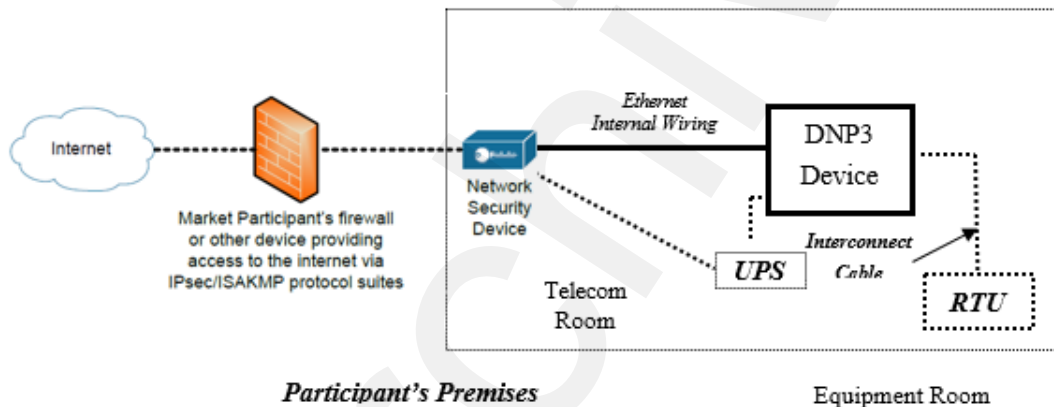 Ethernet
Internal Wiring
DNP3
Device
Internet
Network
Security
Device
Market Participant's firewall
or other device providing
access to the internet via
IPsec/ISAKMP protocol suites
Interconnect
Cable
UPS
RTU
Telecom
Room
Participant's Premises
Equipment Room